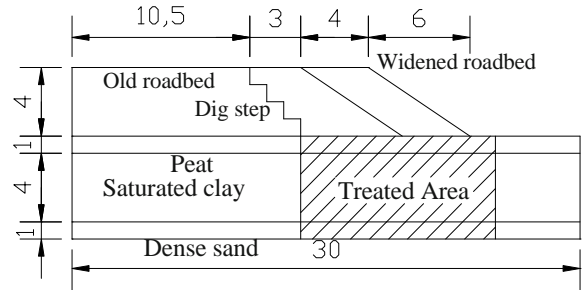 10,5 3 4 6
Widened roadbed
Old roadbed
4
Dig step
1
Peat
4
Saturated clay
Treated Area
1
Dense sand
30